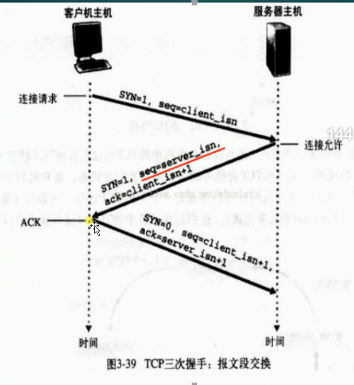 客户机主机
服务器主机
连接请求
SYN=1, seq=client_isn
144
连接允许
SYN=1, seq=server_isn,
ack=client_isn+1
ACK
SYN=0, seq=client_isn+1,
ack=server_isn+1
时间
时间
图3-39 TCP三次握手：报文段交换